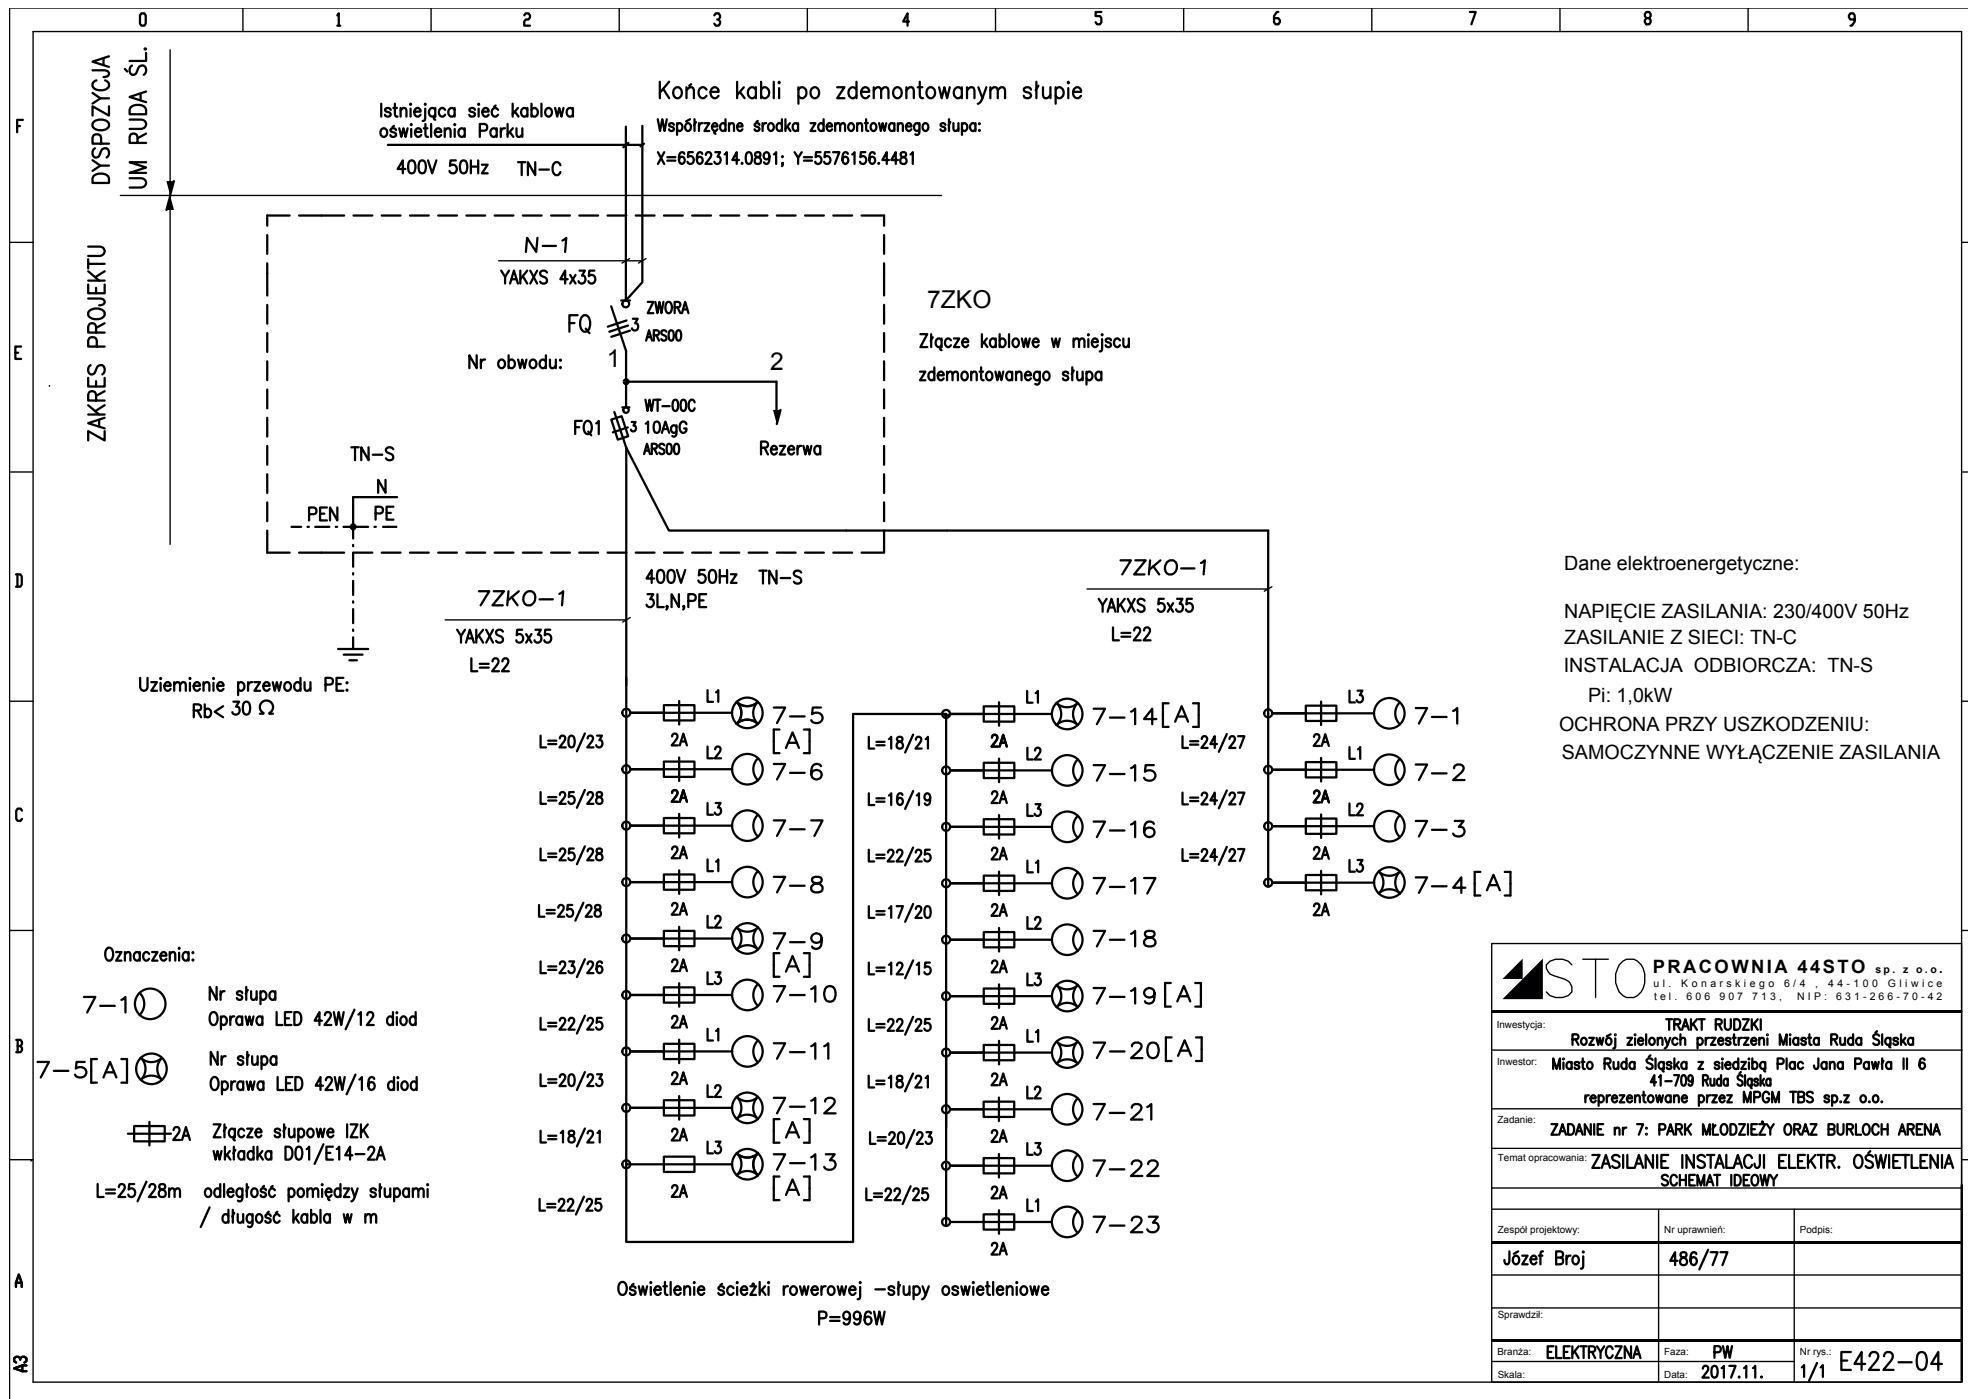 0 1 2 3 4 5 6 7 8 9
F
E
D
C
B
A
A3
DYSPOZYCJA
UM RUDA ŚL.
ZAKRES PROJEKTU
Istniejąca sieć kablowa
oświetlenia Parku
400V 50Hz TN-C
Końce kabli po zdemontowanym słupie
Współrzędne środka zdemontowanego słupa:
X=6562314.0891; Y=5576156.4481
N-1
YAKXS 4x35
FQ
3
ZWORA
ARS00
Nr obwodu:
1
2
FQ1
3
WT-00C
10AgG
ARS00
Rezerwa
7ZKO
Złącze kablowe w miejscu
zdemontowanego słupa
TN-S
N
PEN
PE
Uziemienie przewodu PE:
Rb< 30 Ω
400V 50Hz TN-S
3L,N,PE
7ZKO-1
YAKXS 5x35
L=22
7ZKO-1
YAKXS 5x35
L=22
Dane elektroenergetyczne:
NAPIĘCIE ZASILANIA: 230/400V 50Hz
ZASILANIE Z SIECI: TN-C
INSTALACJA ODBIORCZA: TN-S
Pi: 1,0kW
OCHRONA PRZY USZKODZENIU:
SAMOCZYNNE WYŁĄCZENIE ZASILANIA
L1
7-5
[A]
2A
L=20/23
L2
7-6
2A
L=25/28
L3
7-7
2A
L=25/28
L1
7-8
2A
L=25/28
L2
7-9
[A]
2A
L=23/26
L3
7-10
2A
L=22/25
L1
7-11
2A
L=20/23
L2
7-12
[A]
2A
L=18/21
L3
7-13
[A]
2A
L=22/25
L1
7-14[A]
2A
L=18/21
L2
7-15
2A
L=16/19
L3
7-16
2A
L=22/25
L1
7-17
2A
L=17/20
L2
7-18
2A
L=12/15
L3
7-19[A]
2A
L=22/25
L1
7-20[A]
2A
L=18/21
L2
7-21
2A
L=20/23
L3
7-22
2A
L=22/25
L1
7-23
2A
L3
7-1
2A
L=24/27
L1
7-2
2A
L=24/27
L2
7-3
2A
L=24/27
L3
7-4[A]
2A
Oświetlenie ścieżki rowerowej -słupy oswietleniowe
P=996W
Oznaczenia:
7-1
Nr słupa
Oprawa LED 42W/12 diod
7-5[A]
Nr słupa
Oprawa LED 42W/16 diod
2A
Złącze słupowe IZK
wkładka D01/E14-2A
L=25/28m odległość pomiędzy słupami
/ długość kabla w m
STO
PRACOWNIA 44STO sp. z o.o.
ul. Konarskiego 6/4 , 44-100 Gliwice
tel. 606 907 713, NIP: 631-266-70-42
Inwestycja: TRAKT RUDZKI
Rozwój zielonych przestrzeni Miasta Ruda Śląska
Inwestor: Miasto Ruda Śląska z siedzibą Plac Jana Pawła II 6
41-709 Ruda Śląska
reprezentowane przez MPGM TBS sp.z o.o.
Zadanie: ZADANIE nr 7: PARK MŁODZIEŻY ORAZ BURLOCH ARENA
Temat opracowania: ZASILANIE INSTALACJI ELEKTR. OŚWIETLENIA
SCHEMAT IDEOWY
Zespół projektowy: Nr uprawnień: Podpis:
Józef Broj 486/77
Sprawdził:
Branża: ELEKTRYCZNA Faza: PW Nr rys.: 1/1 E422-04
Skala: Data: 2017.11.